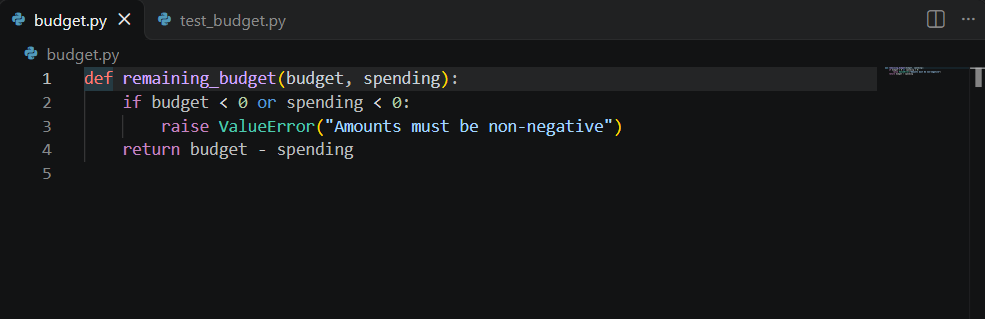 budget.py × test_budget.py ...
budget.py
1 def remaining_budget(budget, spending):
2     if budget < 0 or spending < 0:
3         raise ValueError("Amounts must be non-negative")
4     return budget - spending
5